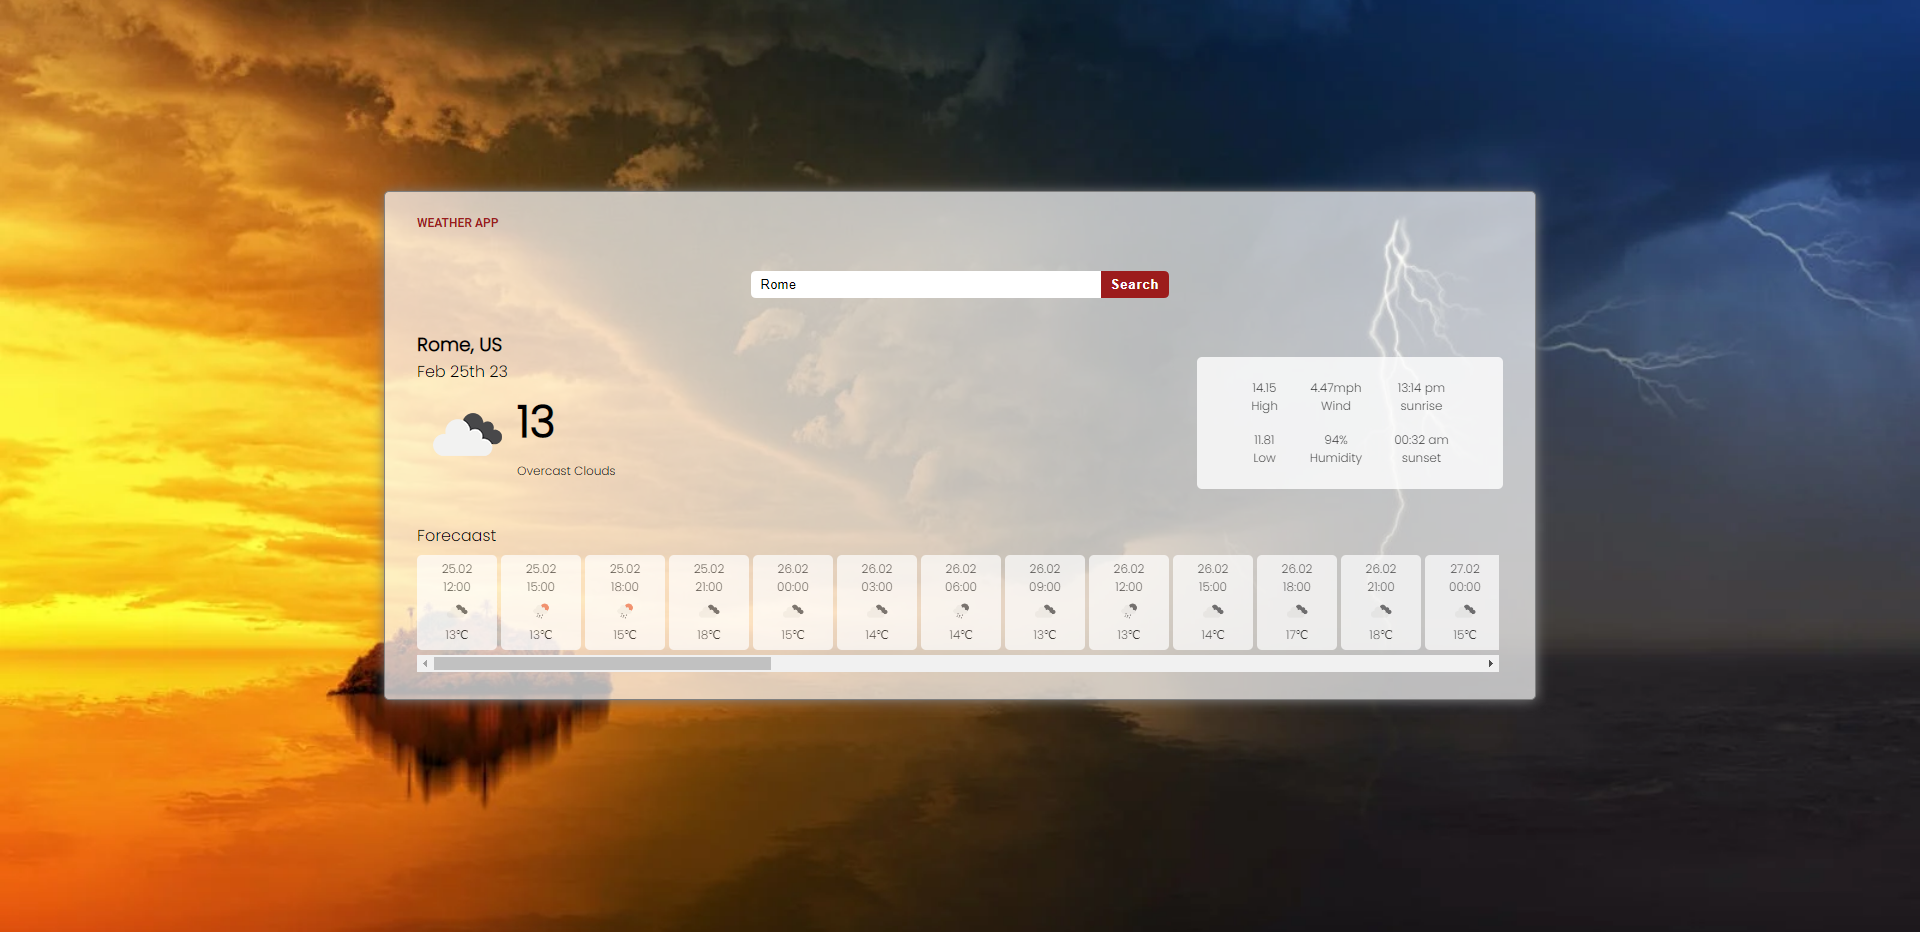 WEATHER APP
Rome Search
Rome, US
Feb 25th 23
13
Overcast Clouds
14.15 4.47mph 13:14 pm
High Wind sunrise
11.81 94% 00:32 am
Low Humidity sunset
Forecaast
25.02 25.02 25.02 25.02 26.02 26.02 26.02 26.02 26.02 26.02 26.02 26.02 27.02
12:00 15:00 18:00 21:00 00:00 03:00 06:00 09:00 12:00 15:00 18:00 21:00 00:00
13°C 13°C 15°C 18°C 15°C 14°C 14°C 13°C 13°C 14°C 17°C 18°C 15°C